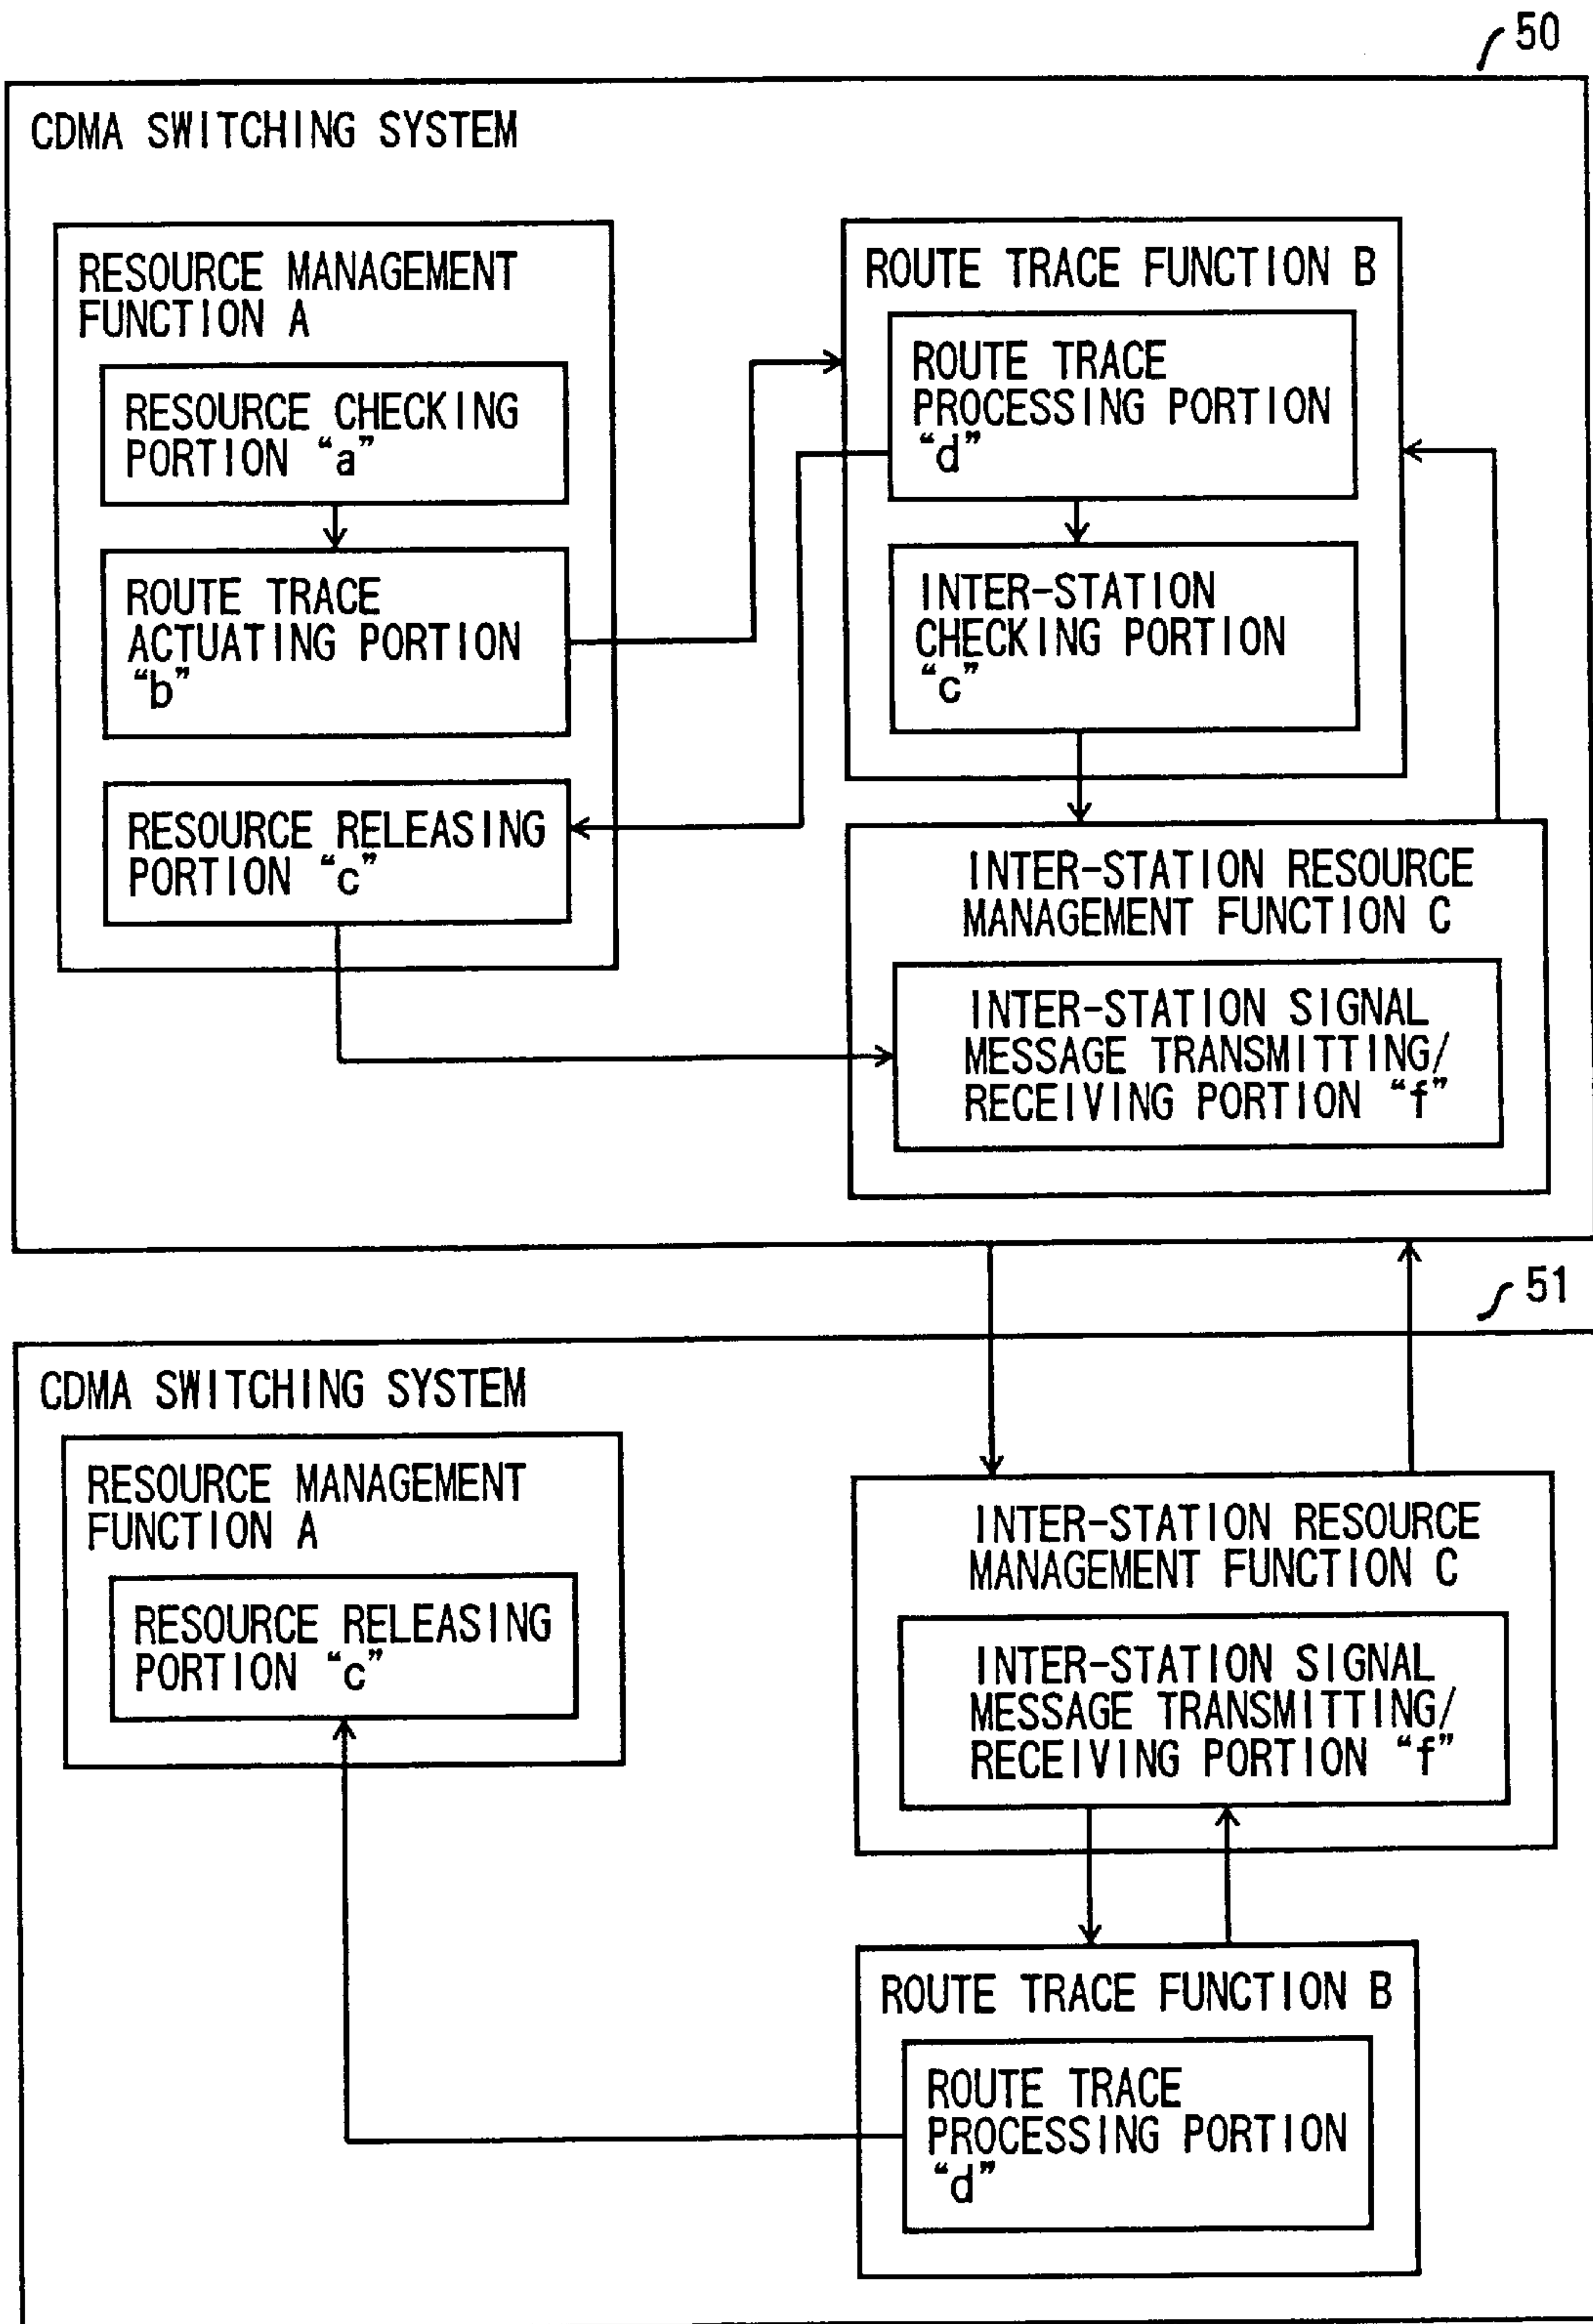 50
CDMA SWITCHING SYSTEM
RESOURCE MANAGEMENT
FUNCTION A
RESOURCE CHECKING
PORTION “a”
ROUTE TRACE
ACTUATING PORTION
“b”
RESOURCE RELEASING
PORTION “c”
ROUTE TRACE FUNCTION B
ROUTE TRACE
PROCESSING PORTION
“d”
INTER-STATION
CHECKING PORTION
“c”
INTER-STATION RESOURCE
MANAGEMENT FUNCTION C
INTER-STATION SIGNAL
MESSAGE TRANSMITTING/
RECEIVING PORTION “f”
51
CDMA SWITCHING SYSTEM
RESOURCE MANAGEMENT
FUNCTION A
RESOURCE RELEASING
PORTION “c”
INTER-STATION RESOURCE
MANAGEMENT FUNCTION C
INTER-STATION SIGNAL
MESSAGE TRANSMITTING/
RECEIVING PORTION “f”
ROUTE TRACE FUNCTION B
ROUTE TRACE
PROCESSING PORTION
“d”